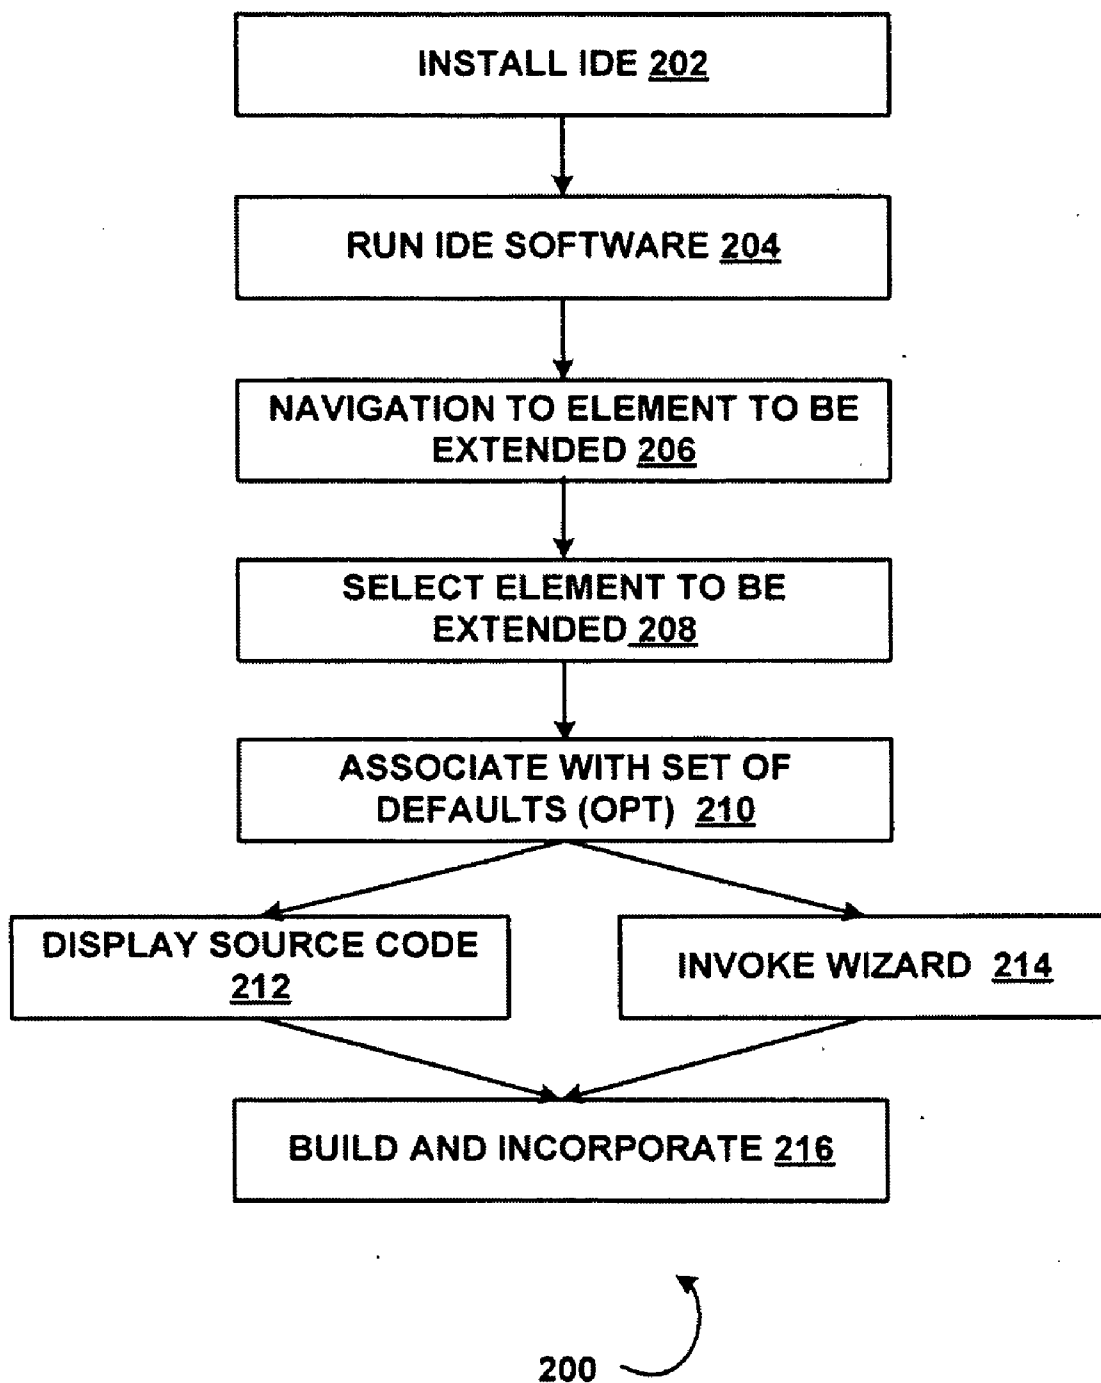 INSTALL IDE 202
RUN IDE SOFTWARE 204
NAVIGATION TO ELEMENT TO BE
EXTENDED 206
SELECT ELEMENT TO BE
EXTENDED 208
ASSOCIATE WITH SET OF
DEFAULTS (OPT) 210
DISPLAY SOURCE CODE
212
INVOKE WIZARD 214
BUILD AND INCORPORATE 216
200